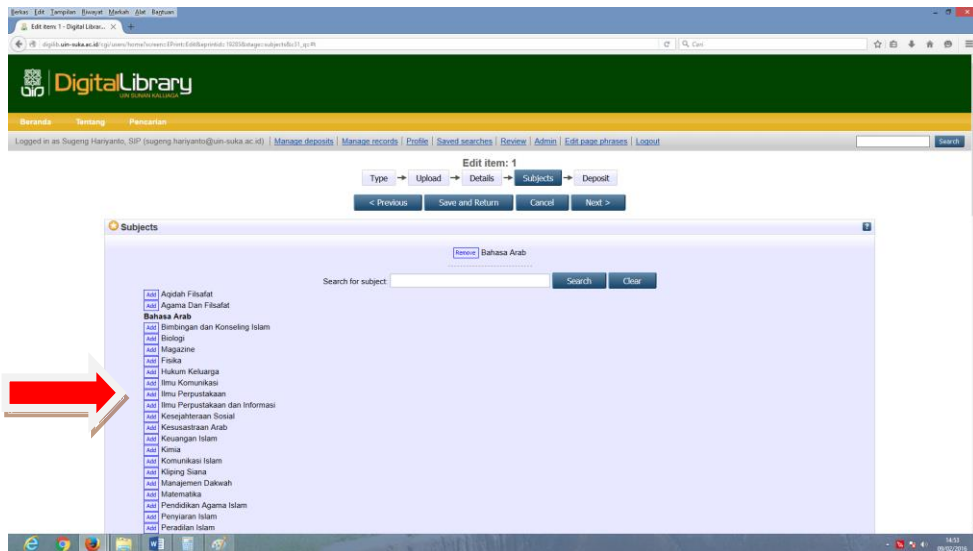 Berkas Edit Tampilan Riwayat Markah Alat Bantuan
Edit item: 1 - Digital Librar... × +
Cari
DigitalLibrary
UIN SUNAN KALIJAGA
Beranda Tentang Pencarian
Logged in as Sugeng Hariyanto, SIP (sugeng.hariyanto@uin-suka.ac.id) | Manage deposits | Manage records | Profile | Saved searches | Review | Admin | Edit page phrases | Logout Search
Edit item: 1
Type → Upload → Details → Subjects → Deposit
< Previous Save and Return Cancel Next >
Subjects ?
Remove Bahasa Arab
Search for subject: Search Clear
Add Aqidah Filsafat
Add Agama Dan Filsafat
Bahasa Arab
Add Bimbingan dan Konseling Islam
Add Biologi
Add Magazine
Add Fisika
Add Hukum Keluarga
Add Ilmu Komunikasi
Add Ilmu Perpustakaan
Add Ilmu Perpustakaan dan Informasi
Add Kesejahteraan Sosial
Add Kesusastraan Arab
Add Keuangan Islam
Add Kimia
Add Komunikasi Islam
Add Kliping Siana
Add Manajemen Dakwah
Add Matematika
Add Pendidikan Agama Islam
Add Penyiaran Islam
Add Peradilan Islam
14:53
09/02/2016